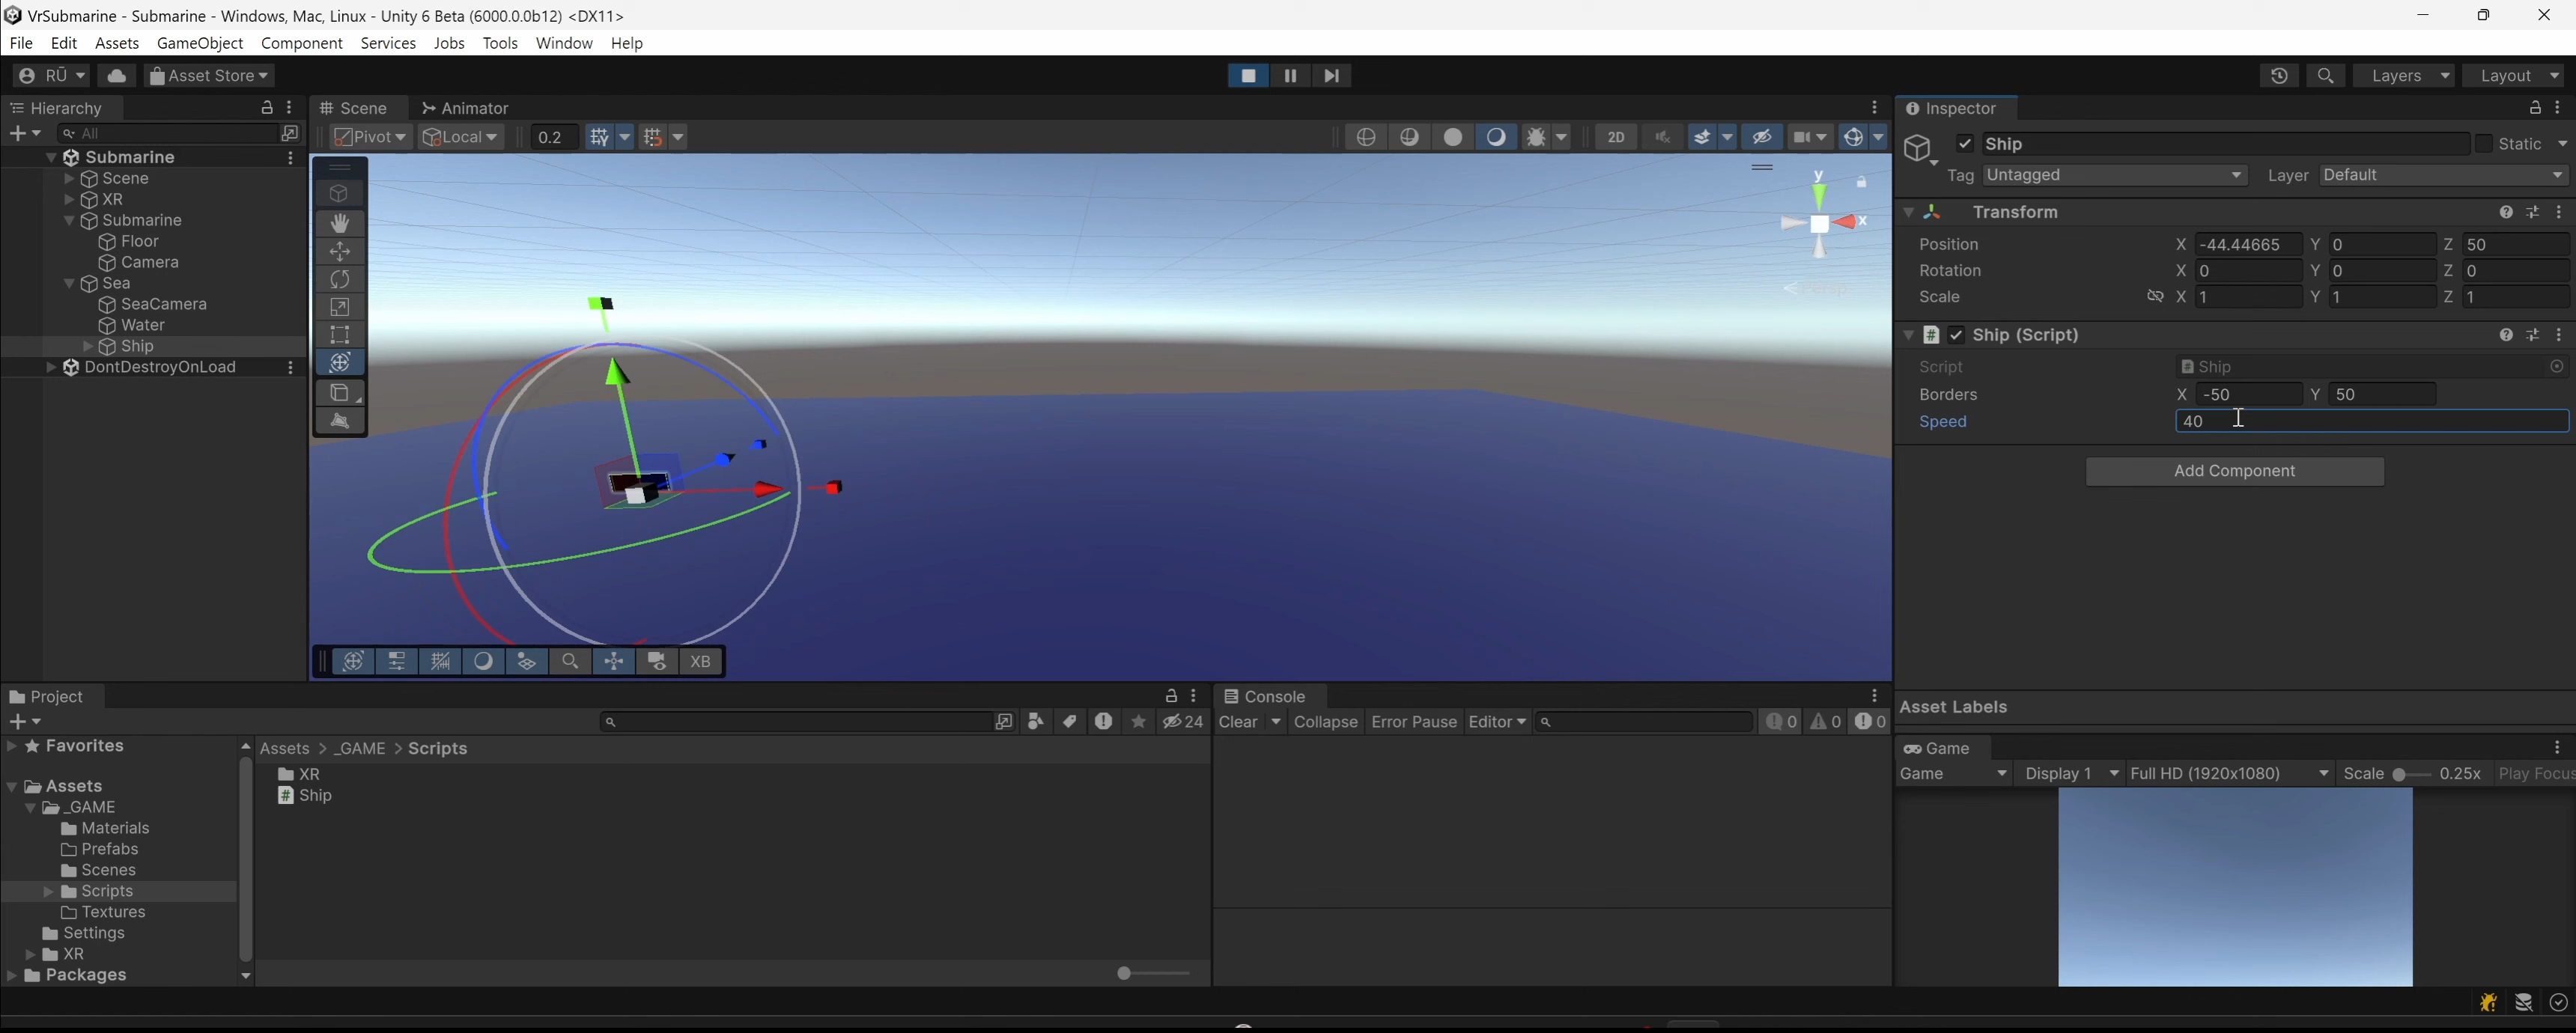 VrSubmarine - Submarine - Windows, Mac, Linux - Unity 6 Beta (6000.0.0b12) <DX11>
File Edit Assets GameObject Component Services Jobs Tools Window Help
RŪ Asset Store Layers Layout
Hierarchy
All
Submarine
Scene
XR
Submarine
Floor
Camera
Sea
SeaCamera
Water
Ship
DontDestroyOnLoad
Scene Animator
Pivot Local 0.2 2D
y
x
XB
Inspector
Ship Static
Tag Untagged Layer Default
Transform
Position X -44.44665 Y 0 Z 50
Rotation X 0 Y 0 Z 0
Scale X 1 Y 1 Z 1
# Ship (Script)
Script Ship
Borders X -50 Y 50
Speed 40
Add Component
Asset Labels
Project
24
Favorites
Assets
_GAME
Materials
Prefabs
Scenes
Scripts
Textures
Settings
XR
Packages
Assets > _GAME > Scripts
XR
# Ship
Console
Clear Collapse Error Pause Editor 0 0 0
Game
Game Display 1 Full HD (1920x1080) Scale 0.25x Play Focus